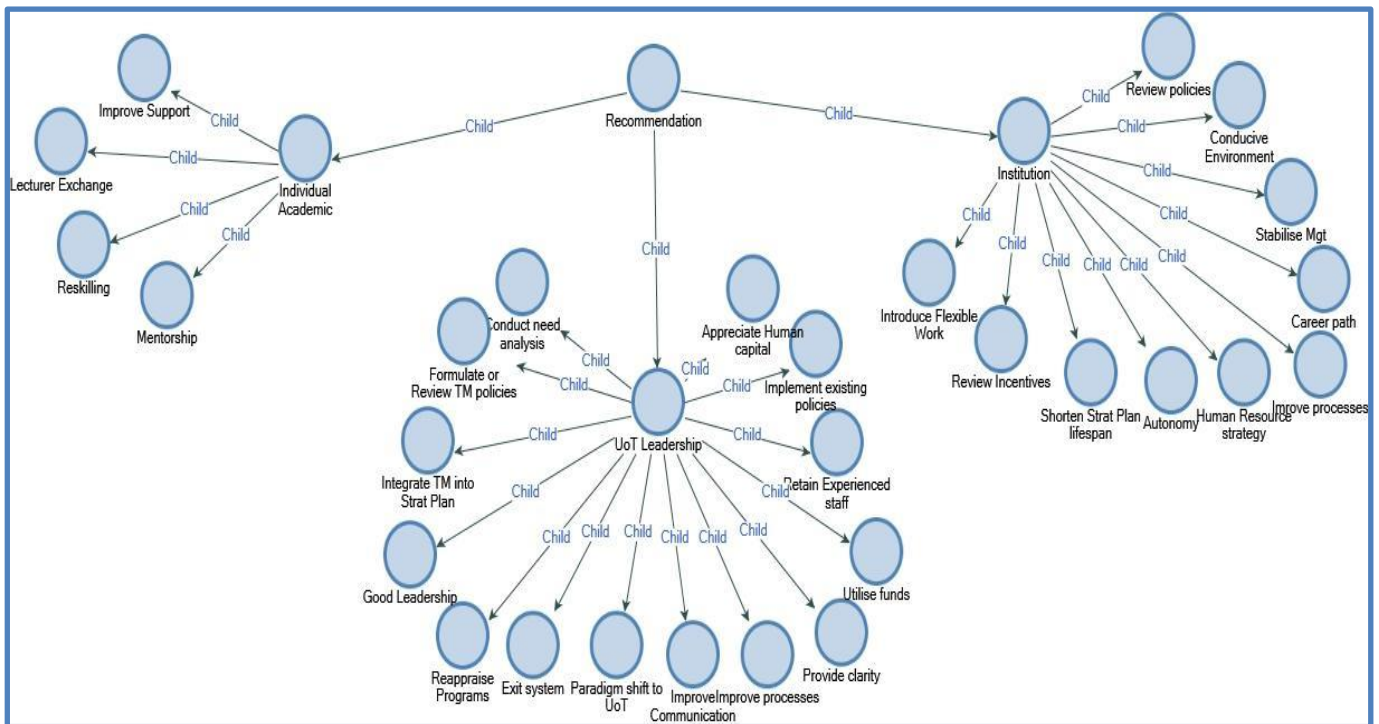 Recommendation
Child
Child
Child
Individual
Academic
Child
Improve Support
Child
Lecturer Exchange
Child
Reskilling
Child
Mentorship
Institution
Child
Review policies
Child
Conducive
Environment
Child
Stabilise Mgt
Child
Career path
Child
Improve processes
Child
Human Resource
strategy
Child
Autonomy
Child
Shorten Strat Plan
lifespan
Child
Review Incentives
Child
Introduce Flexible
Work
UoT Leadership
Child
Conduct need
analysis
Child
Formulate or
Review TM policies
Child
Integrate TM into
Strat Plan
Child
Good Leadership
Child
Reappraise
Programs
Child
Exit system
Child
Paradigm shift to
UoT
Child
Improve
Communication
Child
Improve processes
Child
Provide clarity
Child
Utilise funds
Child
Retain Experienced
staff
Child
Implement existing
policies
Child
Appreciate Human
capital